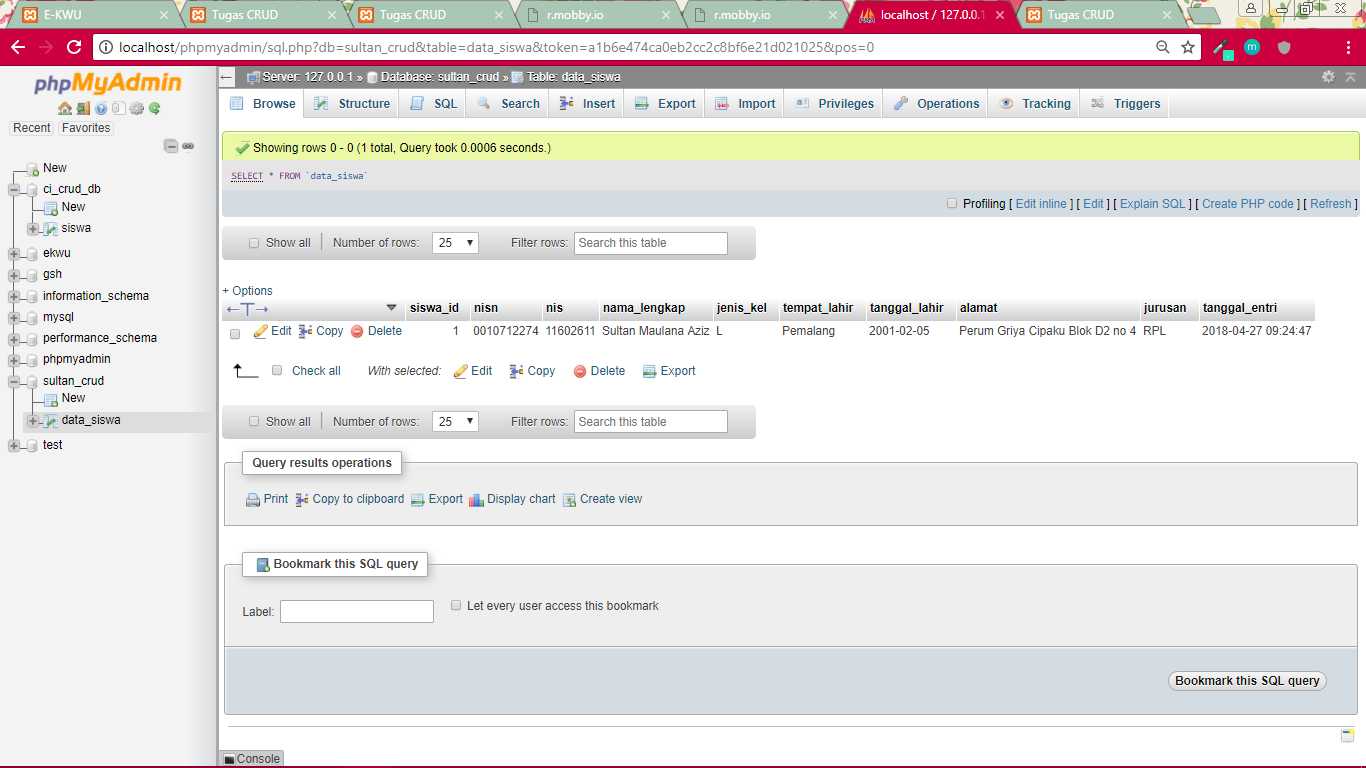 E-KWU Tugas CRUD Tugas CRUD r.mobby.io r.mobby.io localhost / 127.0.0.1 Tugas CRUD
localhost/phpmyadmin/sql.php?db=sultan_crud&table=data_siswa&token=a1b6e474ca0eb2cc2c8bf6e21d021025&pos=0
phpMyAdmin
Recent Favorites
New
ci_crud_db
New
siswa
ekwu
gsh
information_schema
mysql
performance_schema
phpmyadmin
sultan_crud
New
data_siswa
test
Server: 127.0.0.1 » Database: sultan_crud » Table: data_siswa
Browse Structure SQL Search Insert Export Import Privileges Operations Tracking Triggers
Showing rows 0 - 0 (1 total, Query took 0.0006 seconds.)
SELECT * FROM `data_siswa`
Profiling [ Edit inline ] [ Edit ] [ Explain SQL ] [ Create PHP code ] [ Refresh ]
Show all Number of rows: 25 Filter rows: Search this table
+ Options
siswa_id nisn nis nama_lengkap jenis_kel tempat_lahir tanggal_lahir alamat jurusan tanggal_entri
Edit Copy Delete 1 0010712274 11602611 Sultan Maulana Aziz L Pemalang 2001-02-05 Perum Griya Cipaku Blok D2 no 4 RPL 2018-04-27 09:24:47
Check all With selected: Edit Copy Delete Export
Show all Number of rows: 25 Filter rows: Search this table
Query results operations
Print Copy to clipboard Export Display chart Create view
Bookmark this SQL query
Label: Let every user access this bookmark
Bookmark this SQL query
Console